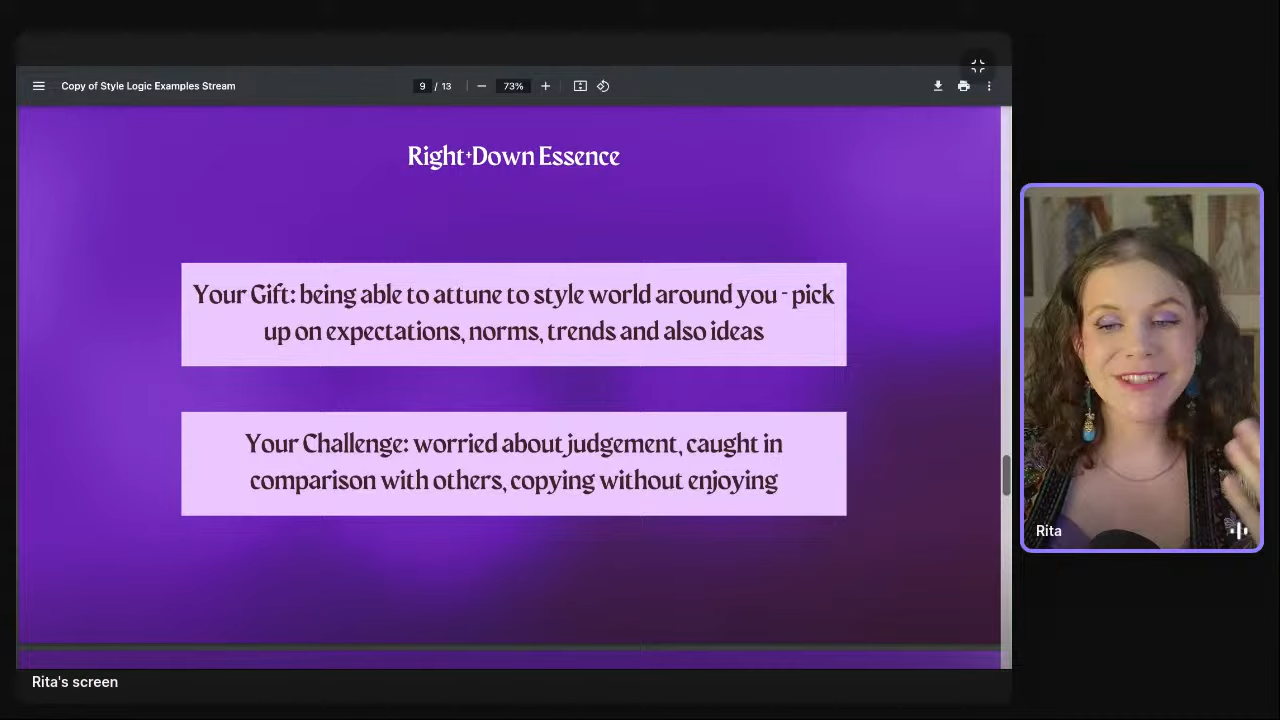 Copy of Style Logic Examples Stream
9 / 13
73%
Right+Down Essence
Your Gift: being able to attune to style world around you - pick
up on expectations, norms, trends and also ideas
Your Challenge: worried about judgement, caught in
comparison with others, copying without enjoying
Rita
Rita's screen